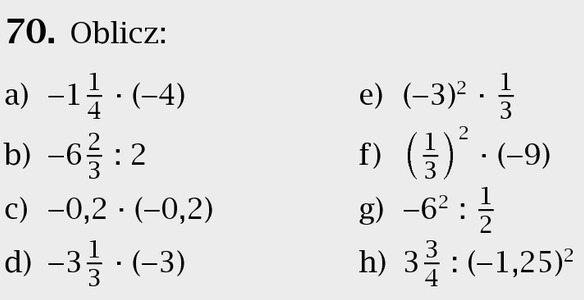 70. Oblicz:
a) –1 1/4 · (–4)
b) –6 2/3 : 2
c) –0,2 · (–0,2)
d) –3 1/3 · (–3)
e) (–3)² · 1/3
f) (1/3)² · (–9)
g) –6² : 1/2
h) 3 3/4 : (–1,25)²